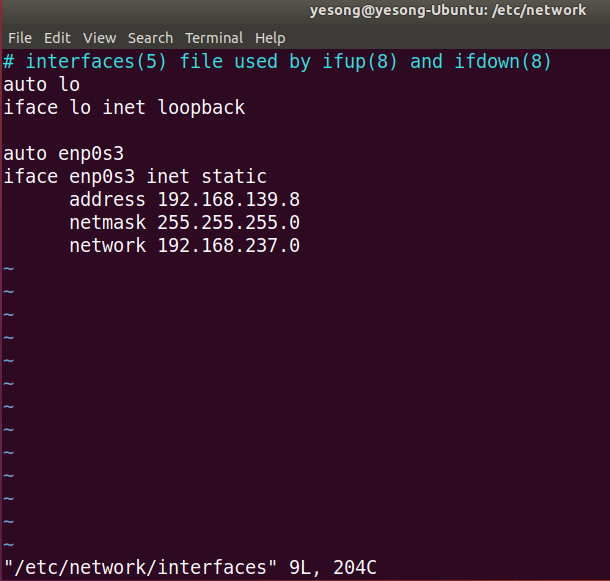 yesong@yesong-Ubuntu: /etc/network
File Edit View Search Terminal Help
# interfaces(5) file used by ifup(8) and ifdown(8)
auto lo
iface lo inet loopback

auto enp0s3
iface enp0s3 inet static
      address 192.168.139.8
      netmask 255.255.255.0
      network 192.168.237.0
~
~
~
~
~
~
~
~
~
~
~
~
~
"/etc/network/interfaces" 9L, 204C